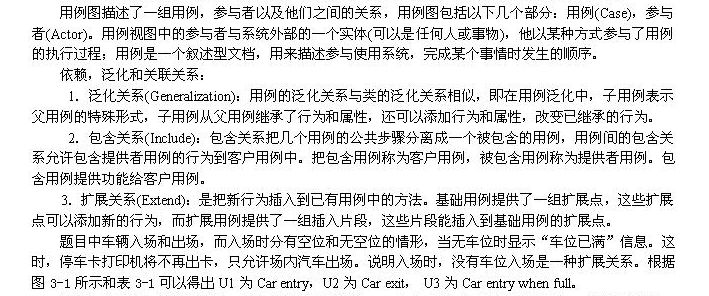 用例图描述了一组用例，参与者以及他们之间的关系，用例图包括以下几个部分：用例(Case)，参与
者(Actor)。用例视图中的参与者与系统外部的一个实体(可以是任何人或事物)，他以某种方式参与了用例
的执行过程；用例是一个叙述型文档，用来描述参与使用系统，完成某个事情时发生的顺序。
依赖，泛化和关联关系：
1. 泛化关系(Generalization)：用例的泛化关系与类的泛化关系相似，即在用例泛化中，子用例表示
父用例的特殊形式，子用例从父用例继承了行为和属性，还可以添加行为和属性，改变已继承的行为。
2. 包含关系(Include)：包含关系把几个用例的公共步骤分离成一个被包含的用例，用例间的包含关
系允许包含提供者用例的行为到客户用例中。把包含用例称为客户用例，被包含用例称为提供者用例。包
含用例提供功能给客户用例。
3. 扩展关系(Extend)：是把新行为插入到已有用例中的方法。基础用例提供了一组扩展点，这些扩展
点可以添加新的行为，而扩展用例提供了一组插入片段，这些片段能插入到基础用例的扩展点。
题目中车辆入场和出场，而入场时分有空位和无空位的情形，当无车位时显示“车位已满”信息。这
时，停车卡打印机将不再出卡，只允许场内汽车出场。说明入场时，没有车位入场是一种扩展关系。根据
图 3-1 所示和表 3-1 可以得出 U1 为 Car entry，U2 为 Car exit， U3 为 Car entry when full。